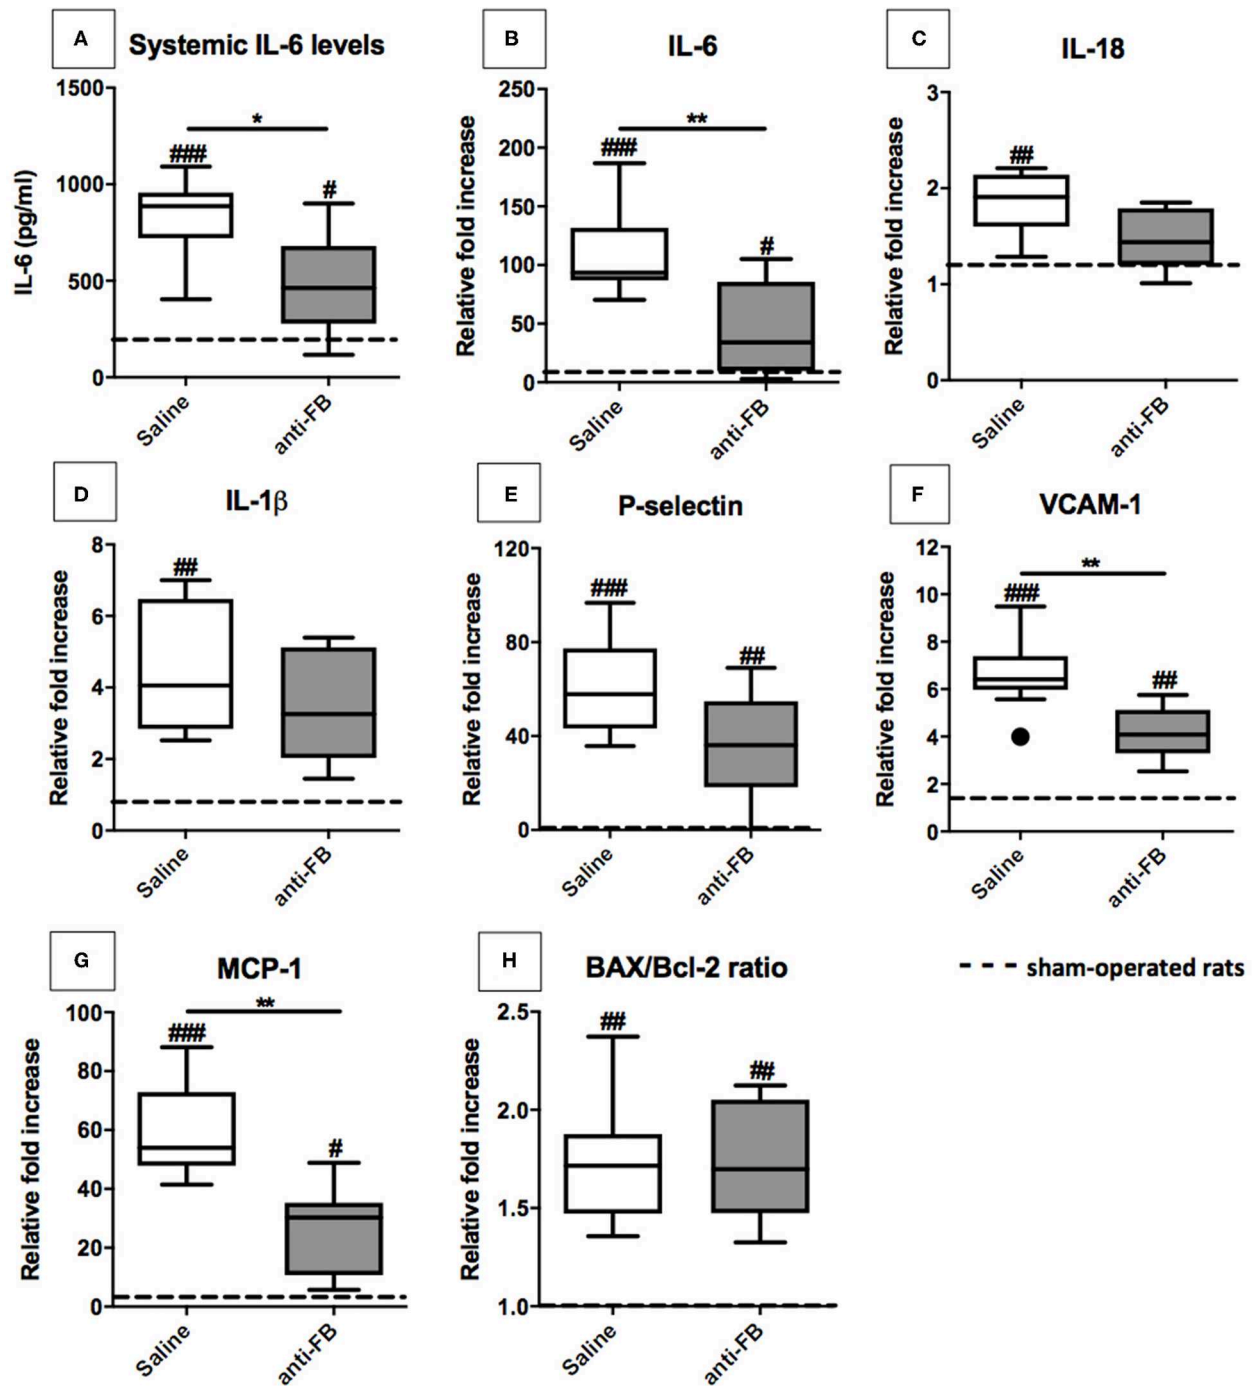 A Systemic IL-6 levels
IL-6 (pg/ml)
1500
1000
500
0
*
###
#
Saline
anti-FB
B IL-6
Relative fold increase
250
200
150
100
50
0
**
###
#
Saline
anti-FB
C IL-18
Relative fold increase
3
2
1
0
##
Saline
anti-FB
D IL-1β
Relative fold increase
8
6
4
2
0
##
Saline
anti-FB
E P-selectin
Relative fold increase
120
80
40
0
###
##
Saline
anti-FB
F VCAM-1
Relative fold increase
12
10
8
6
4
2
0
**
###
##
Saline
anti-FB
G MCP-1
Relative fold increase
100
80
60
40
20
0
**
###
#
Saline
anti-FB
H BAX/Bcl-2 ratio
Relative fold increase
2.5
2.0
1.5
1.0
##
##
Saline
anti-FB
sham-operated rats